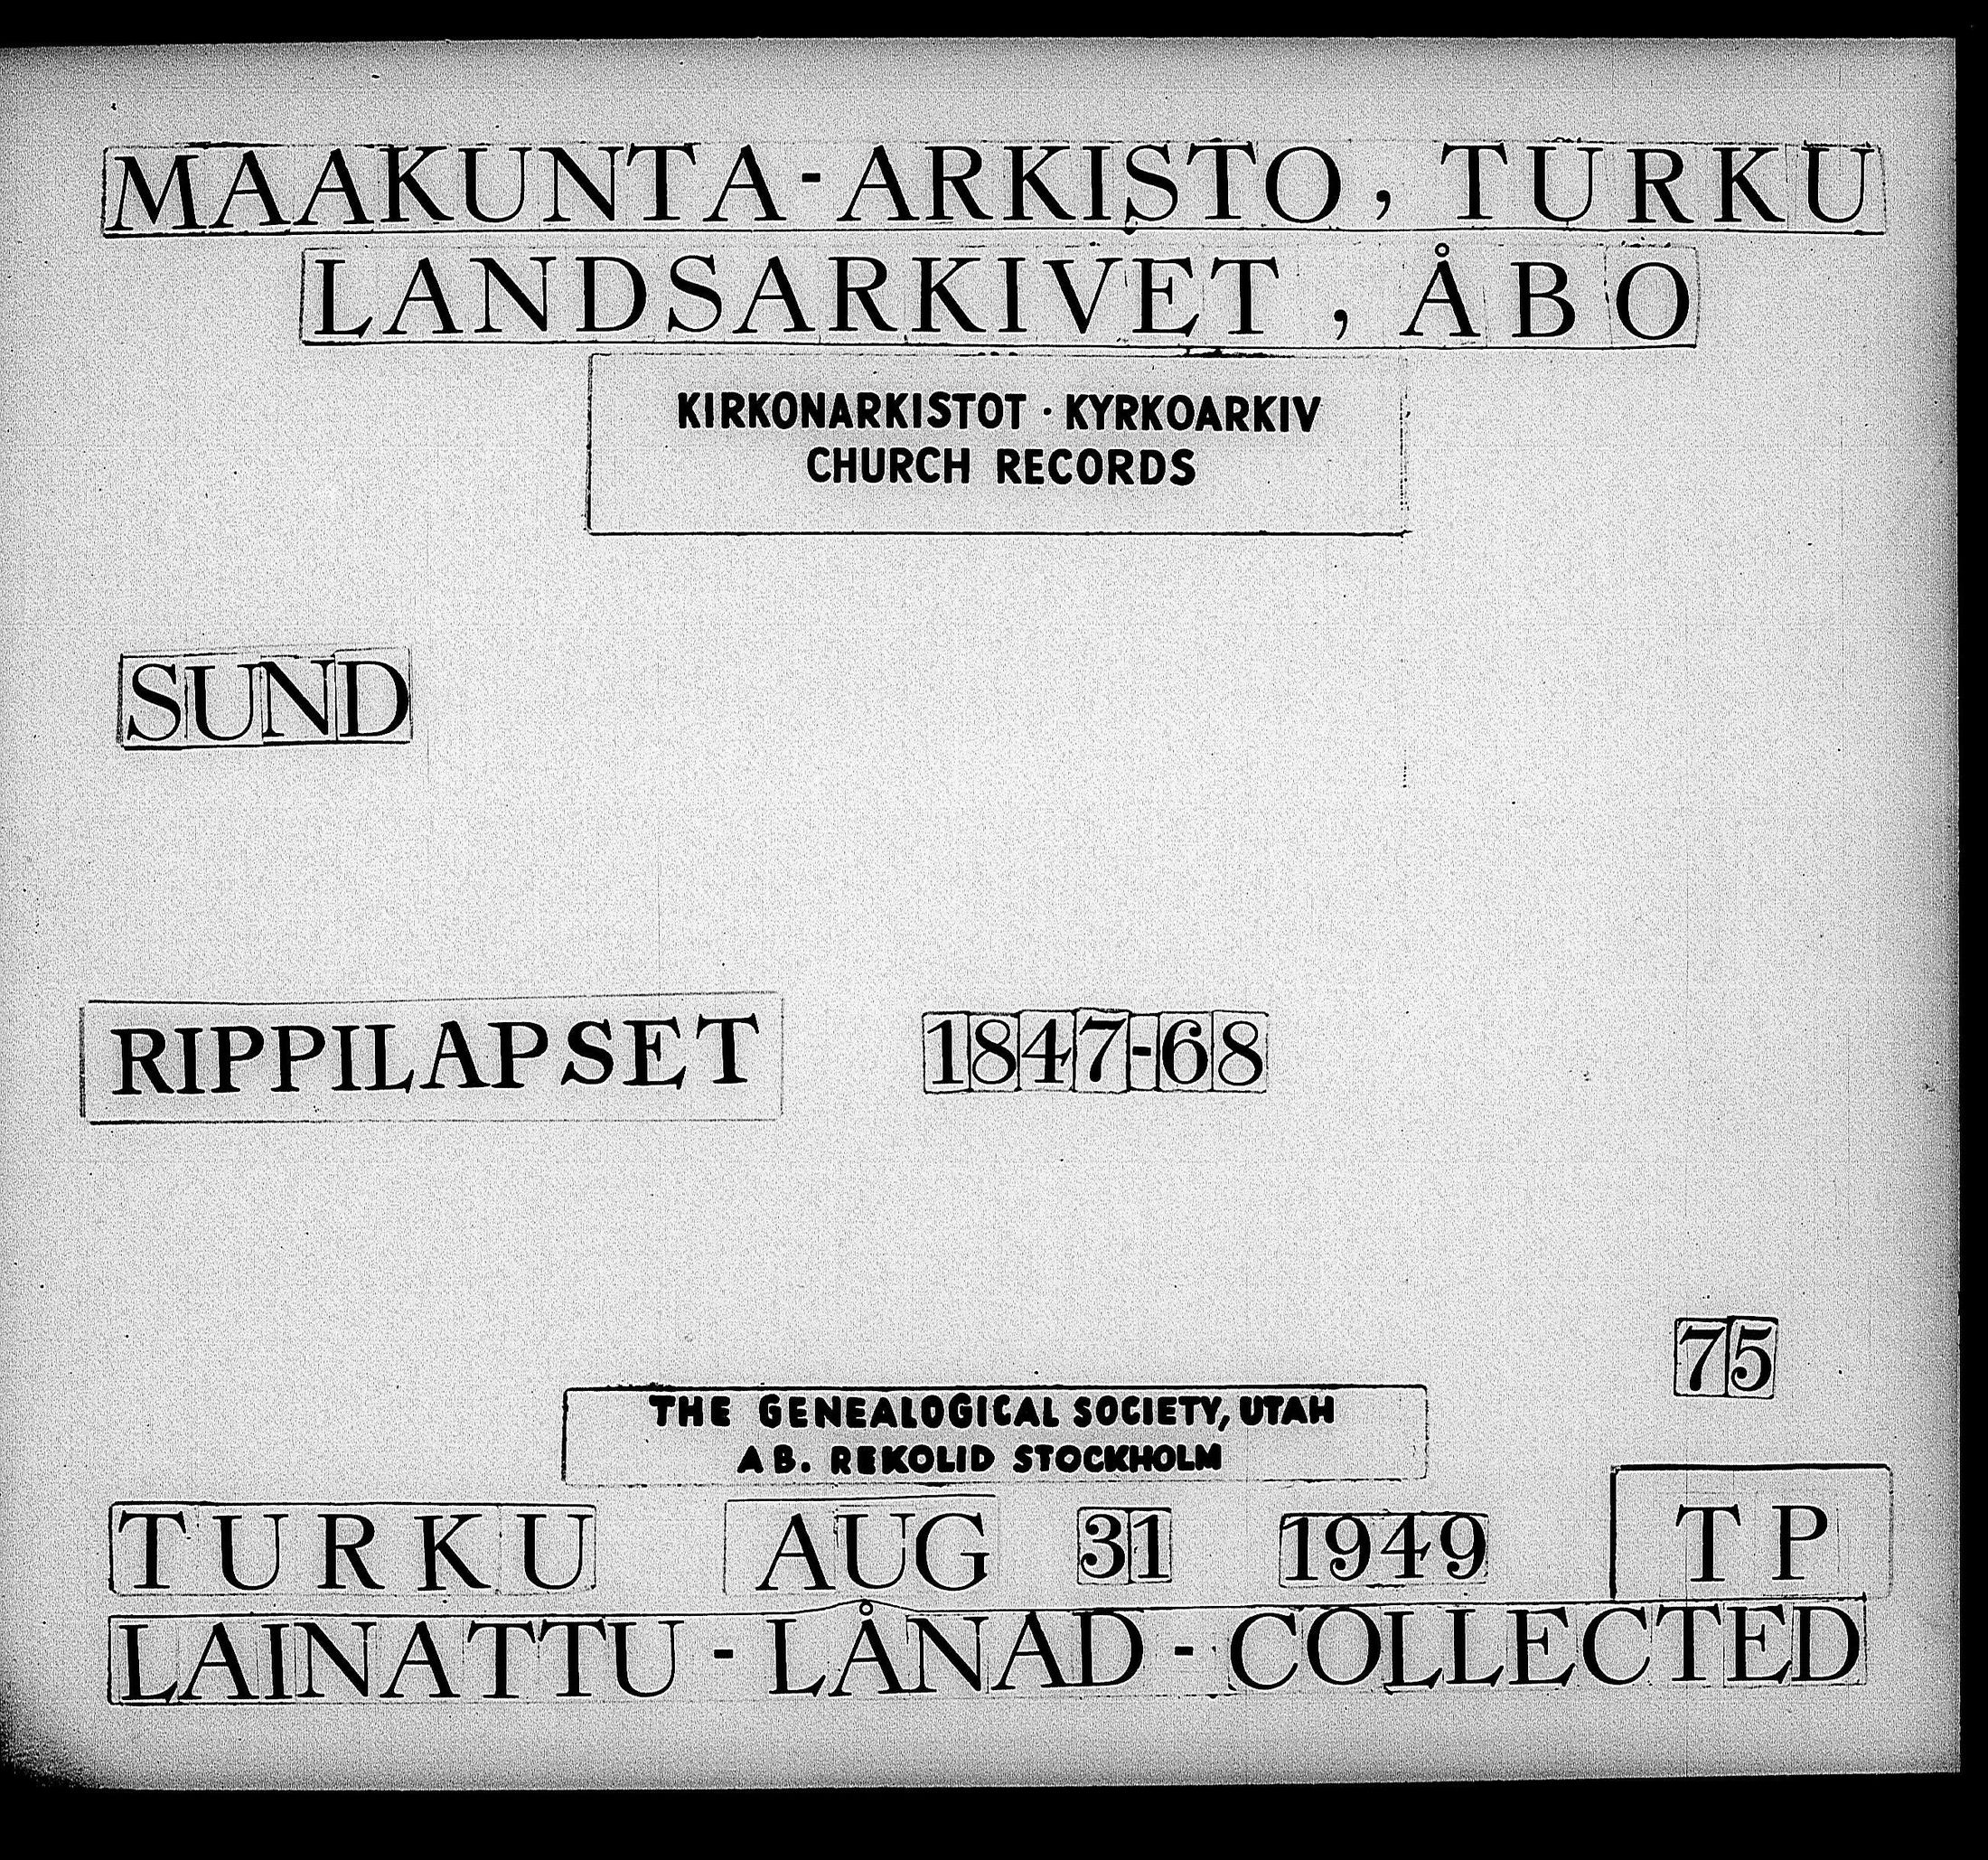 MAAKUNTA-ARKISTO, TURKU
LANDSARKIVET, ÅBO
KIRKONARKISTOT · KYRKOARKIV
CHURCH RECORDS
SUND
RIPPILAPSET 1847-68
75
THE GENEALOGICAL SOCIETY, UTAH
AB. REKOLID STOCKHOLM
TURKU AUG 31 1949 TP
LAINATTU - LÅNAD - COLLECTED